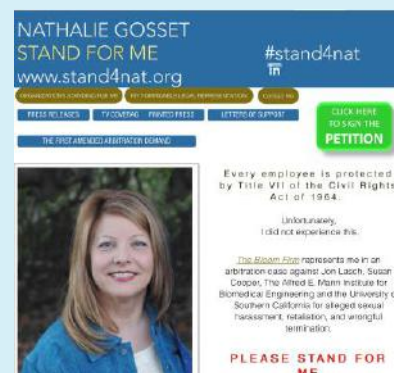 NATHALIE GOSSET
STAND FOR ME
#stand4nat
www.stand4nat.org
CONTACT ME
PRESS RELEASES
TV COVERAGE
PRINTED PRESS
LETTERS OF SUPPORT
CLICK HERE
TO SIGN THE
PETITION
THE FIRST AMENDED ARBITRATION DEMAND
Every employee is protected
by Title VII of the Civil Rights
Act of 1964.
Unfortunately,
I did not experience this.
The Bloom Firm represents me in an
arbitration case against Jon Lasch, Susan
Cooper, The Alfred E. Mann Institute for
Biomedical Engineering and the University of
Southern California for alleged sexual
harassment, retaliation, and wrongful
termination.
PLEASE STAND FOR
ME